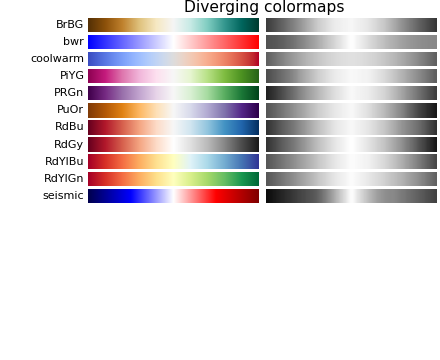 Diverging colormaps
BrBG
bwr
coolwarm
PiYG
PRGn
PuOr
RdBu
RdGy
RdYlBu
RdYlGn
seismic